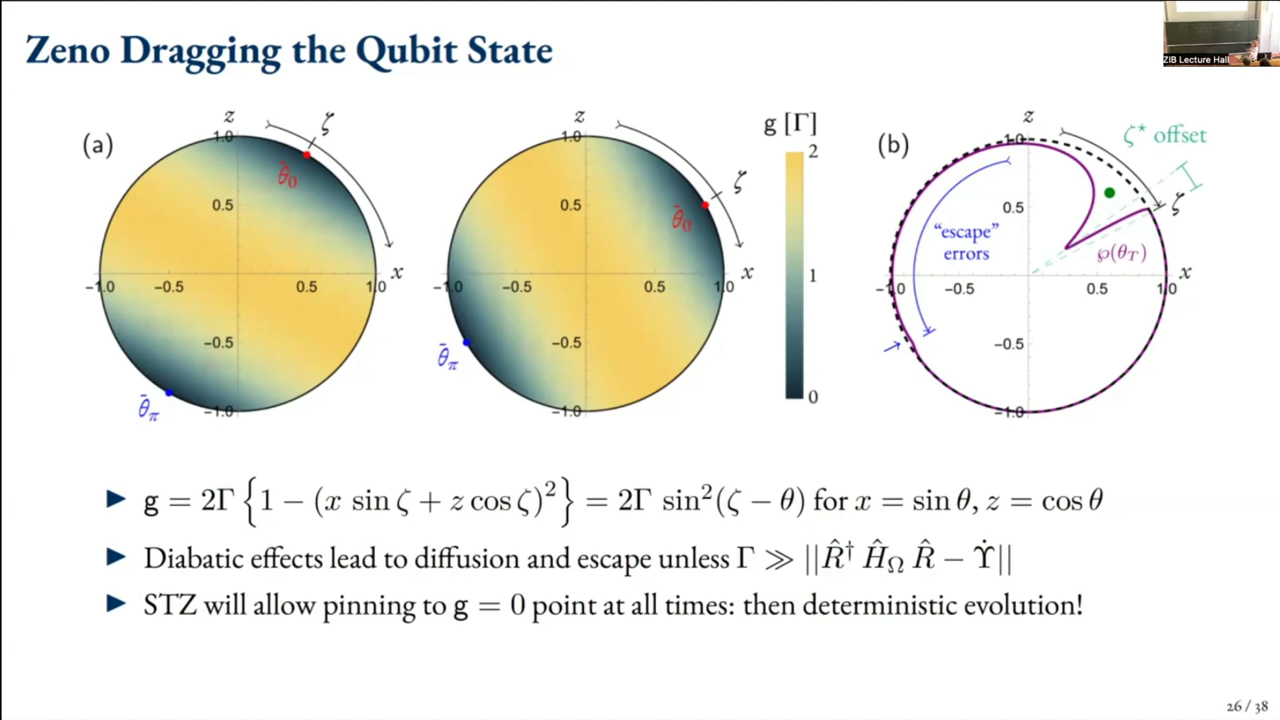 Zeno Dragging the Qubit State
ZIB Lecture Hall
(a)
z
1.0
ζ
θ̄₀
0.5
x
−1.0 −0.5 0.5 1.0
−0.5
θ̄π
−1.0
z
1.0
ζ
θ̄₀
0.5
x
−1.0 −0.5 0.5 1.0
−0.5
θ̄π
−1.0
g [Γ]
2
1
0
(b)
z
1.0
ζ* offset
ζ
0.5
"escape"
errors
℘(θ_T)
x
−1.0 −0.5 0.5 1.0
−0.5
−1.0
▶ g = 2Γ {1 − (x sin ζ + z cos ζ)²} = 2Γ sin²(ζ − θ) for x = sin θ, z = cos θ
▶ Diabatic effects lead to diffusion and escape unless Γ ≫ ||R̂† Ĥ_Ω R̂ − Υ̇||
▶ STZ will allow pinning to g = 0 point at all times: then deterministic evolution!
26 / 38